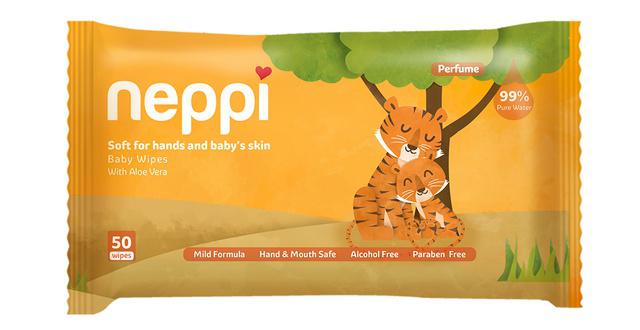 Perfume
neppi
99%
Pure Water
Soft for hands and baby's skin
Baby Wipes
With Aloe Vera
50
wipes
Mild Formula Hand & Mouth Safe Alcohol Free Paraben Free